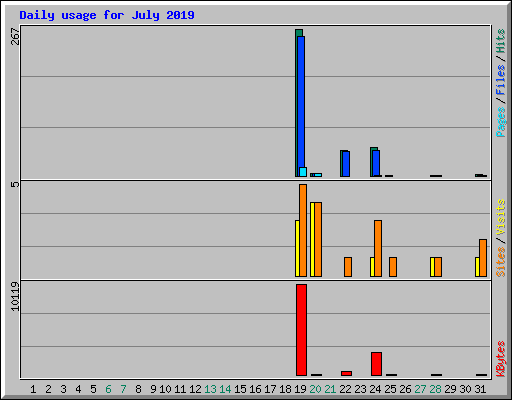 Daily usage for July 2019
267
Pages/Files/Hits
5
Sites/Visits
10119
KBytes
1 2 3 4 5 6 7 8 9 10 11 12 13 14 15 16 17 18 19 20 21 22 23 24 25 26 27 28 29 30 31